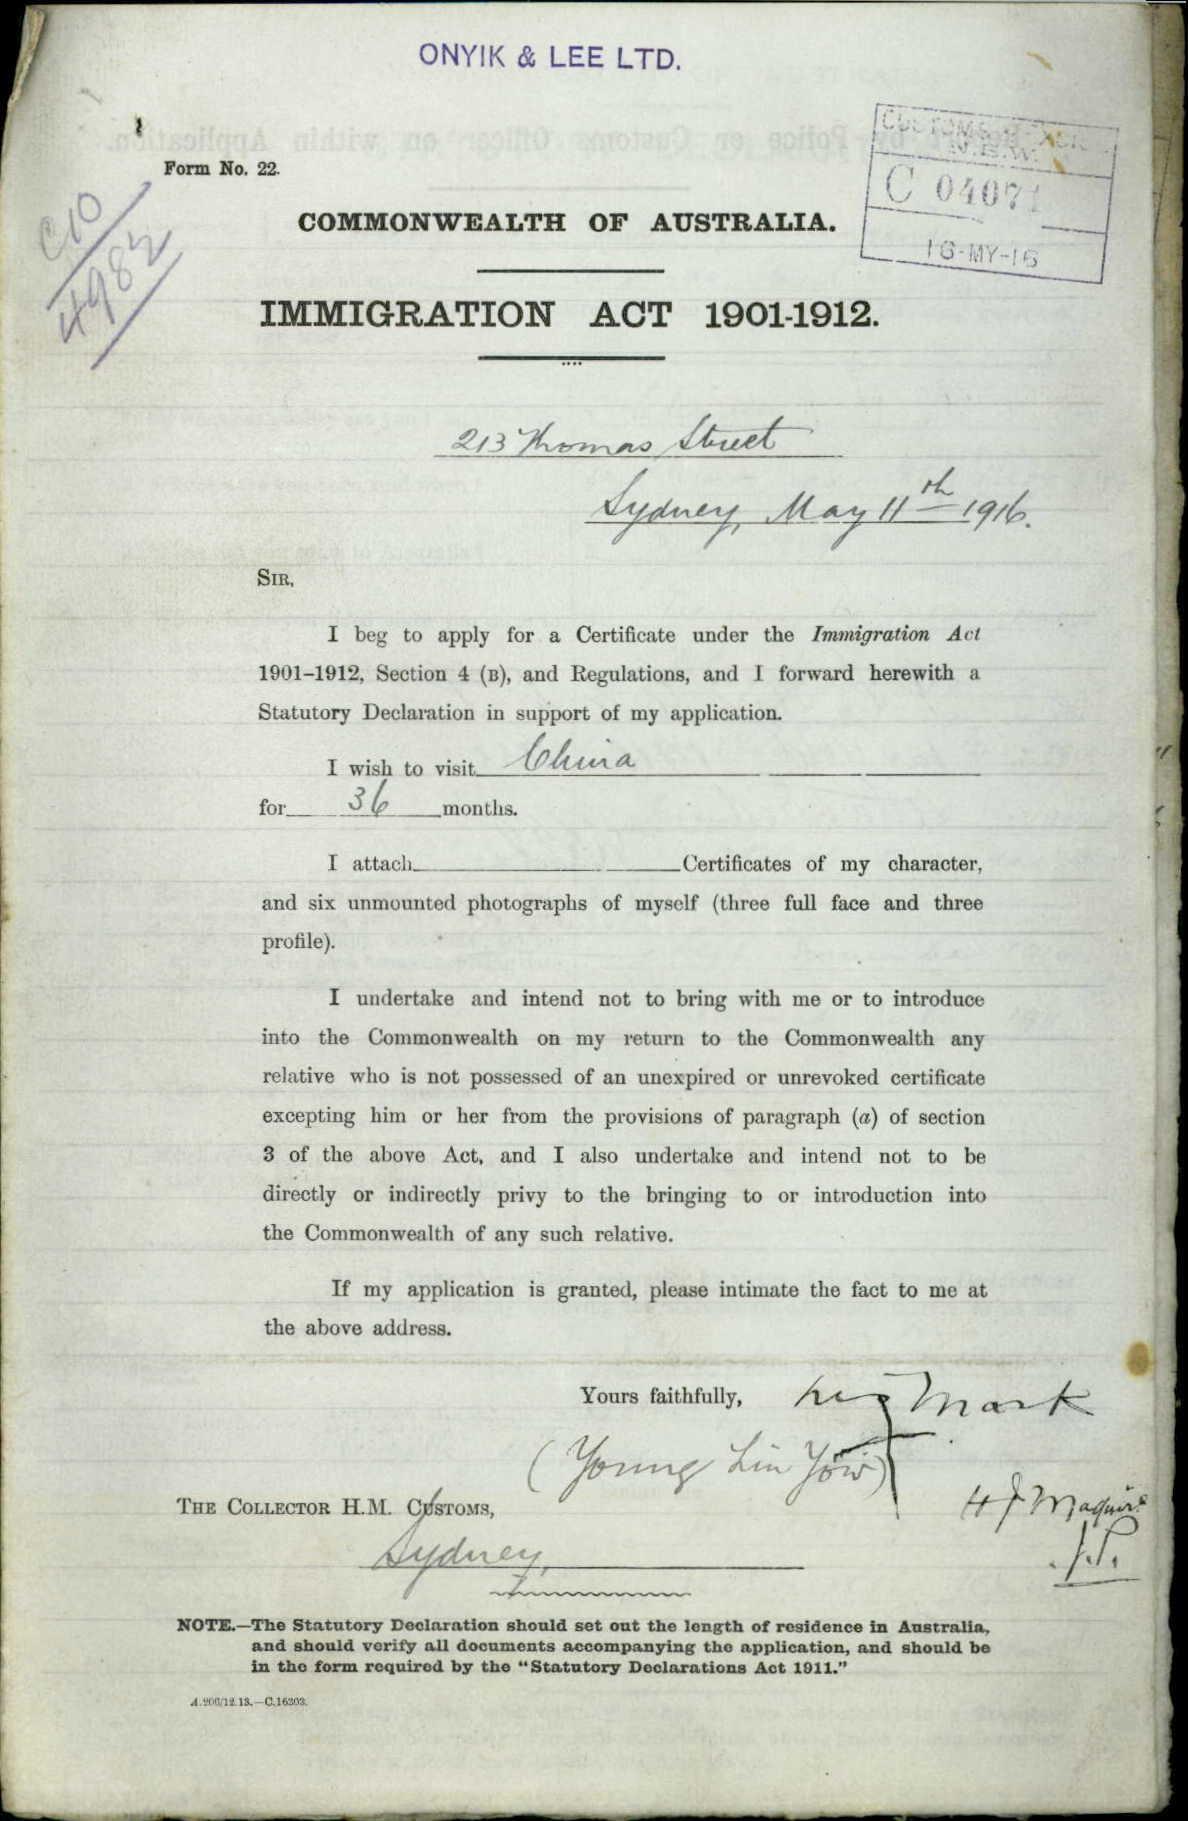 ONYIK & LEE LTD.
Form No. 22.
C10
4983
CUSTOMS & EXCISE
N.S.W.
C 04071
16-MY-16
COMMONWEALTH OF AUSTRALIA.
IMMIGRATION ACT 1901-1912.
213 Thomas Street
Sydney, May 11th 1916.
SIR,
I beg to apply for a Certificate under the Immigration Act
1901–1912, Section 4 (B), and Regulations, and I forward herewith a
Statutory Declaration in support of my application.
I wish to visit China
for 36 months.
I attach Certificates of my character,
and six unmounted photographs of myself (three full face and three
profile).
I undertake and intend not to bring with me or to introduce
into the Commonwealth on my return to the Commonwealth any
relative who is not possessed of an unexpired or unrevoked certificate
excepting him or her from the provisions of paragraph (a) of section
3 of the above Act, and I also undertake and intend not to be
directly or indirectly privy to the bringing to or introduction into
the Commonwealth of any such relative.
If my application is granted, please intimate the fact to me at
the above address.
Yours faithfully, his mark
(Young Lin Yow)
THE COLLECTOR H.M. CUSTOMS,
H J Maguire
J.P.
Sydney,
NOTE.—The Statutory Declaration should set out the length of residence in Australia,
and should verify all documents accompanying the application, and should be
in the form required by the "Statutory Declarations Act 1911."
A.206/12.13.—C.16303.